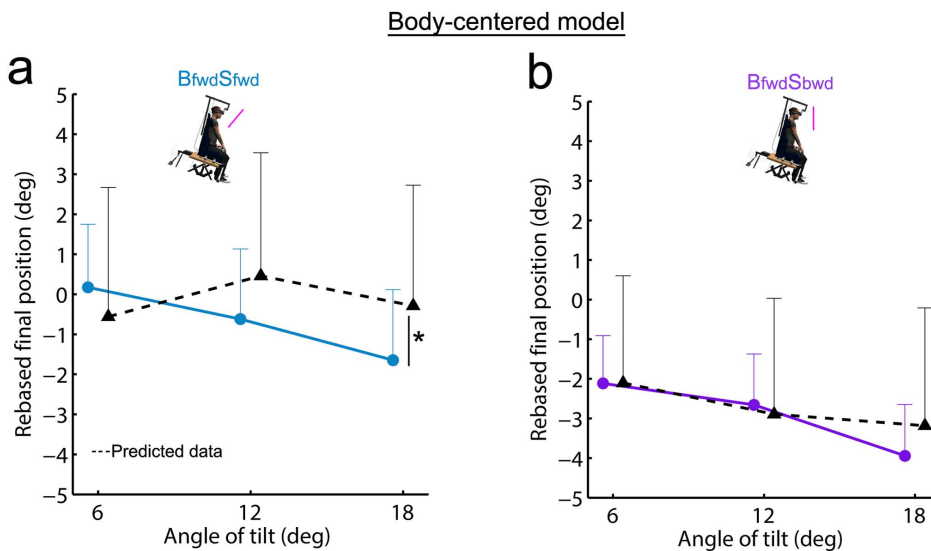 Body-centered model
a
BfwdSfwd
5
4
3
2
1
0
−1
−2
−3
−4
−5
Rebased final position (deg)
*
Predicted data
6 12 18
Angle of tilt (deg)
b
BfwdSbwd
5
4
3
2
1
0
−1
−2
−3
−4
−5
Rebased final position (deg)
6 12 18
Angle of tilt (deg)